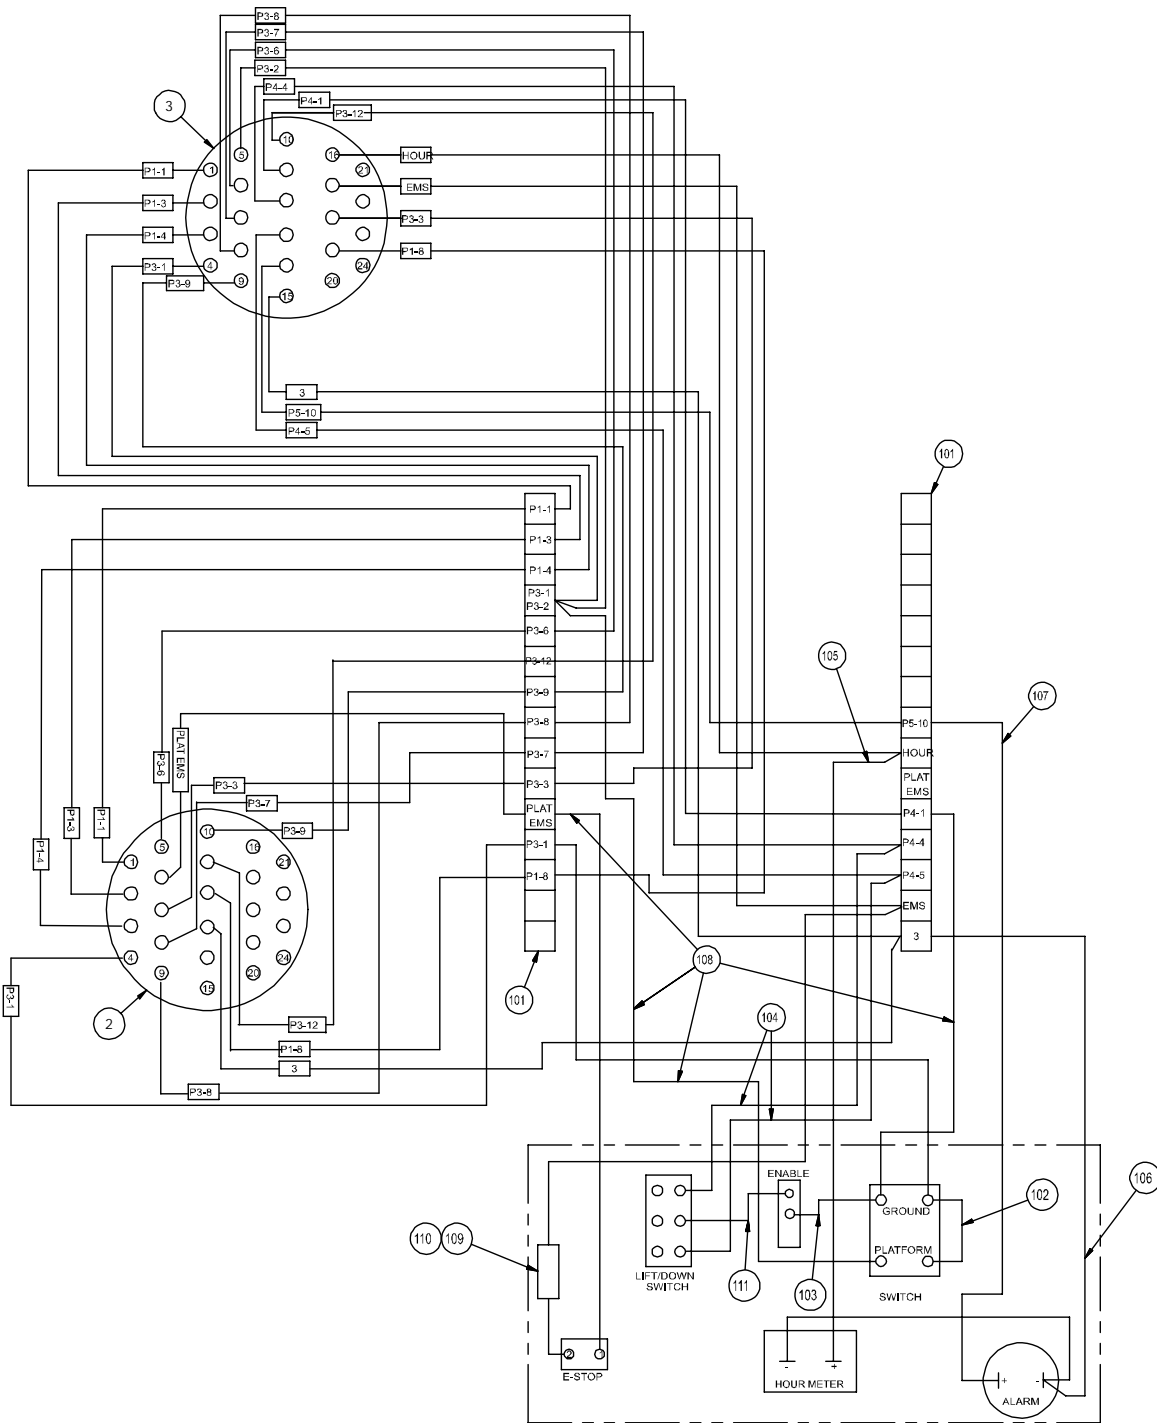 P3-8
P3-7
P3-6
P3-2
P4-4
P4-1
P3-12
3
10
5
16
HOUR
1
21
P1-1
EMS
P1-3
P3-3
P1-4
P1-8
P3-1
4
24
P3-9
9
20
15
3
P5-10
P4-5
101
P1-1
P1-3
P1-4
P3-1
P3-2
P3-6
105
P3-12
P3-9
107
P3-8
P5-10
PLAT EMS
P3-7
HOUR
P3-6
P3-3
P3-3
PLAT
EMS
P3-7
PLAT
EMS
P4-1
P1-3
P1-1
10
P3-9
P1-4
5
16
P3-1
P4-4
1
21
P1-8
P4-5
EMS
3
4
24
108
9
20
101
P3-1
15
2
P3-12
104
P1-8
3
P3-8
ENABLE
106
102
GROUND
110
109
PLATFORM
LIFT/DOWN
SWITCH
111
103
SWITCH
2
1
E-STOP
-
+
HOUR METER
+
-
ALARM